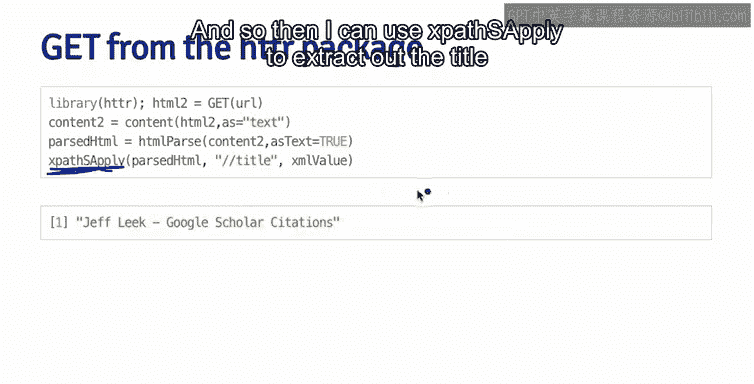 And so then I can use xpathSApply
to extract out the title
GET from the httr package
library(httr); html2 = GET(url)
content2 = content(html2,as="text")
parsedHtml = htmlParse(content2,asText=TRUE)
xpathSApply(parsedHtml, "//title", xmlValue)
[1] "Jeff Leek - Google Scholar Citations"